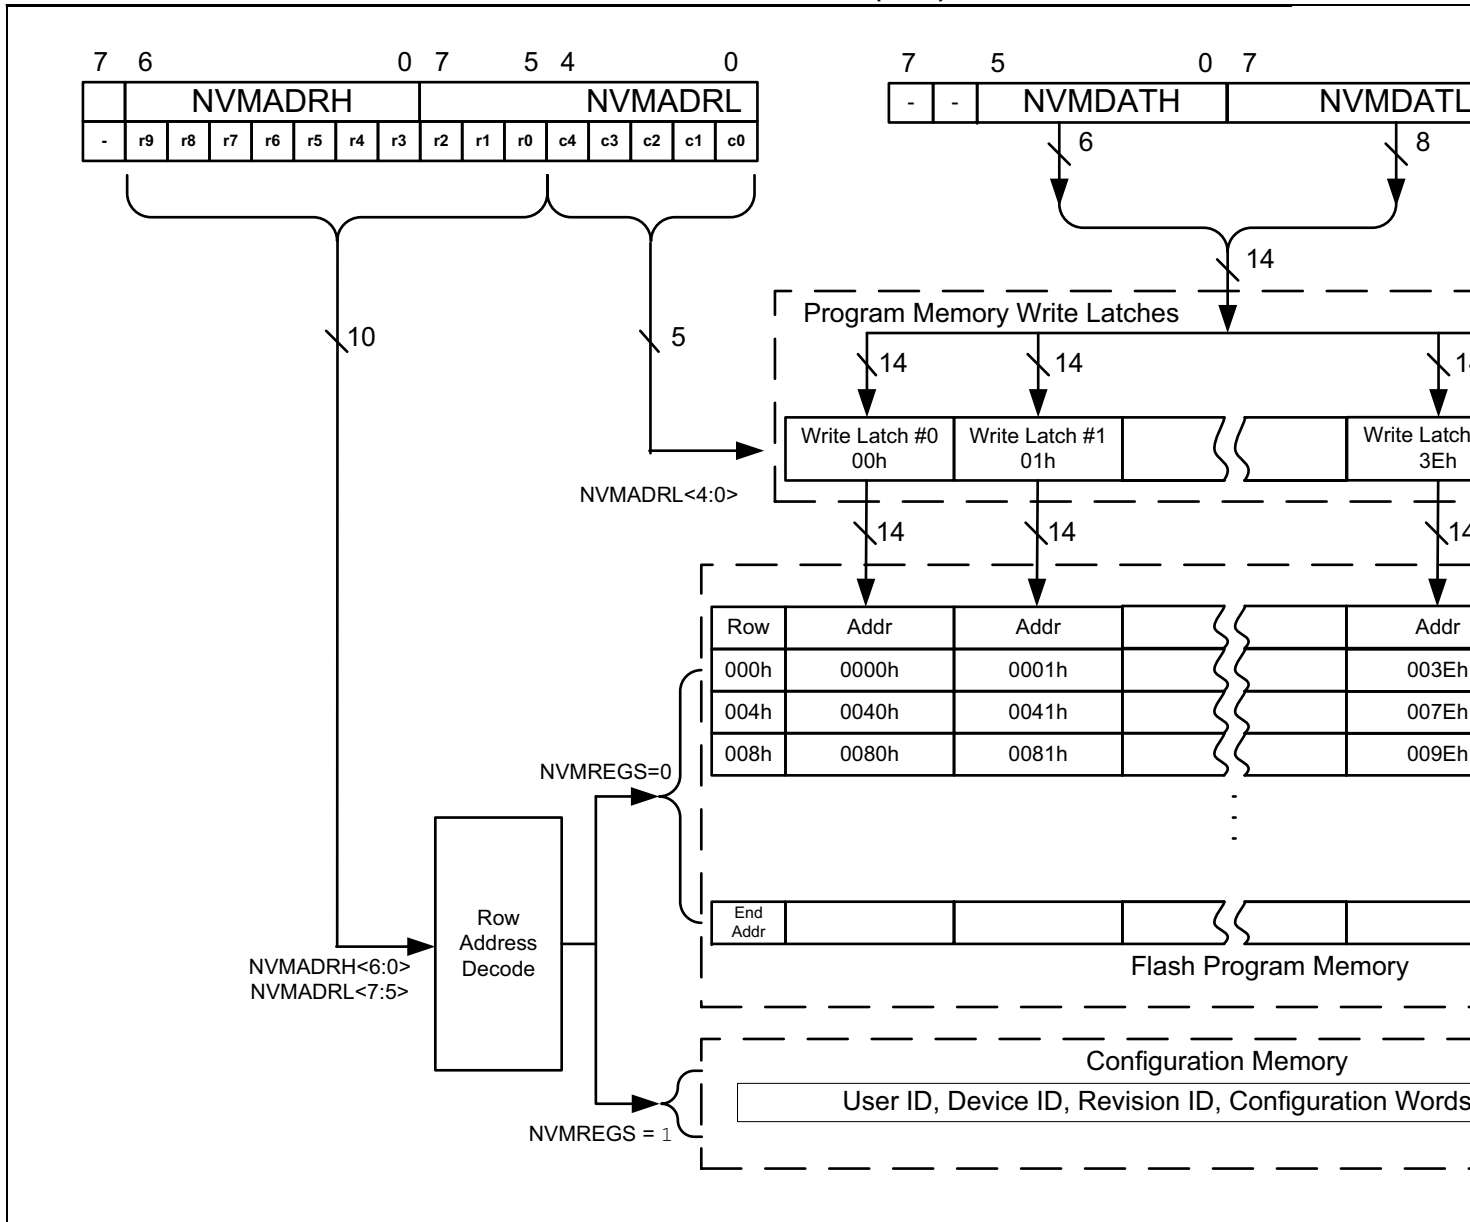 7 6 0 7 5 4 0 7 5 0 7
NVMADRH NVMADRL - - NVMDATH NVMDATL
- r9 r8 r7 r6 r5 r4 r3 r2 r1 r0 c4 c3 c2 c1 c0
6 8
14
Program Memory Write Latches
10 5
14 14
Write Latch #0 Write Latch #1 Write Latch
00h 01h 3Eh
NVMADRL<4:0>
14 14 14
Row Addr Addr Addr
000h 0000h 0001h 003Eh
004h 0040h 0041h 007Eh
008h 0080h 0081h 009Eh
NVMREGS=0
End
Addr
Row
Address
Decode
NVMADRH<6:0>
NVMADRL<7:5>
Flash Program Memory
Configuration Memory
User ID, Device ID, Revision ID, Configuration Words
NVMREGS = 1